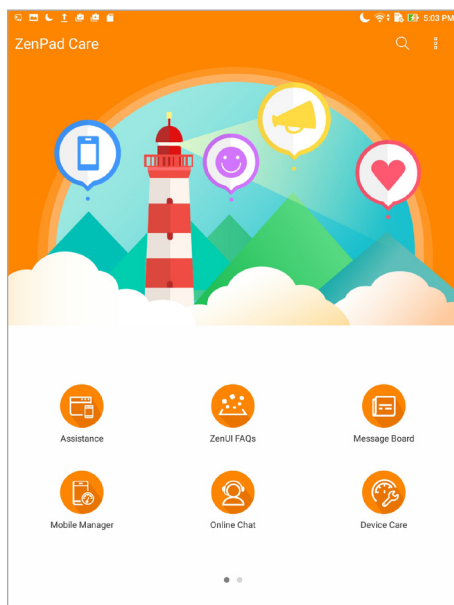 5:03 PM
ZenPad Care
Assistance
ZenUI FAQs
Message Board
Mobile Manager
Online Chat
Device Care